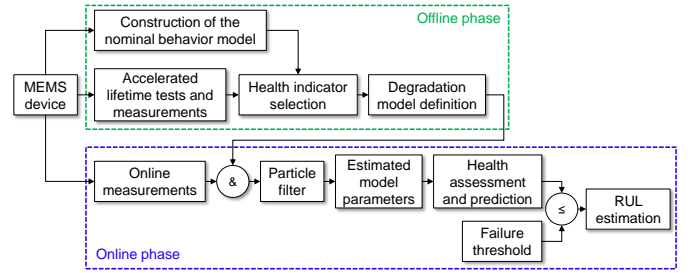 Construction of the
nominal behavior model
Offline phase
MEMS
device
Accelerated
lifetime tests and
measurements
Health indicator
selection
Degradation
model definition
Online
measurements
&
Particle
filter
Estimated
model
parameters
Health
assessment
and prediction
≤
RUL
estimation
Failure
threshold
Online phase